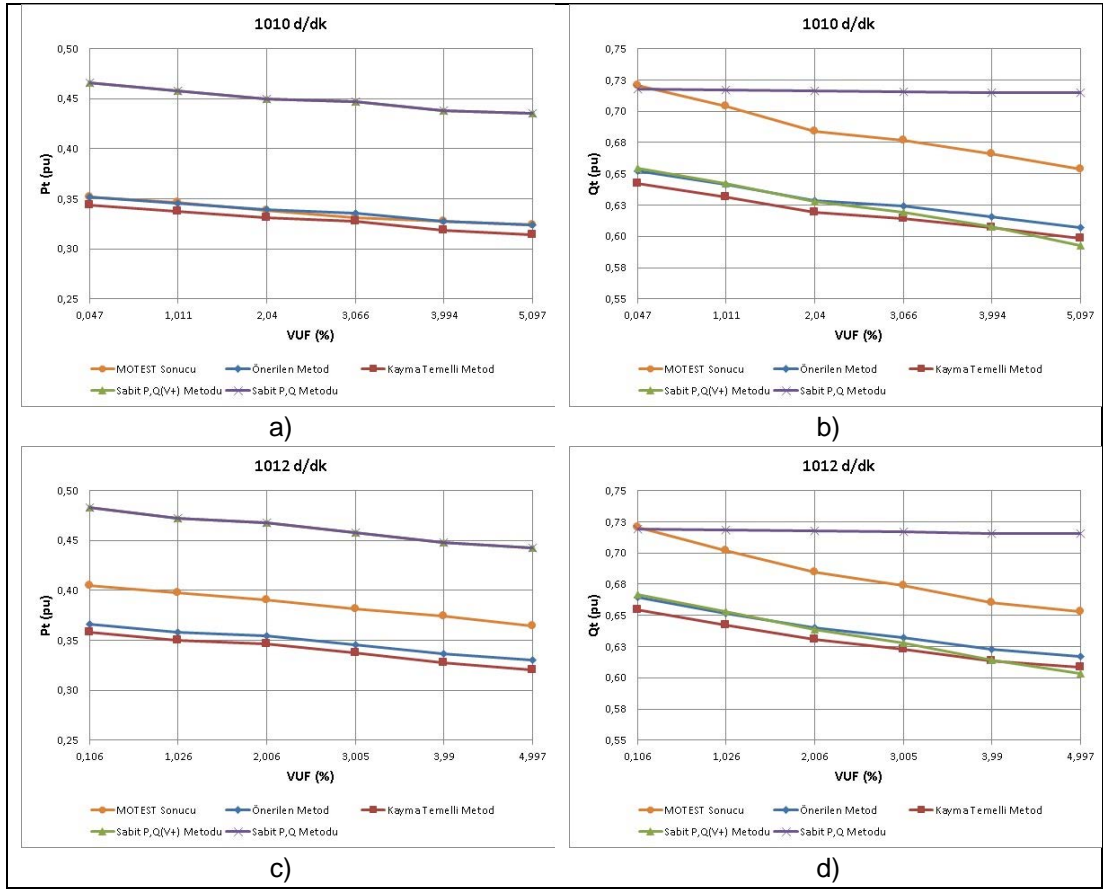 1010 d/dk
0,50
0,45
0,40
0,35
0,30
0,25
Pt (pu)
0,047 1,011 2,04 3,066 3,994 5,097
VUF (%)
MOTEST Sonucu Önerilen Metod Kayma Temelli Metod
Sabit P,Q(V+) Metodu Sabit P,Q Metodu
a)
1010 d/dk
0,75
0,73
0,70
0,68
0,65
0,63
0,60
0,58
0,55
Qt (pu)
0,047 1,011 2,04 3,066 3,994 5,097
VUF (%)
MOTEST Sonucu Önerilen Metod Kayma Temelli Metod
Sabit P,Q(V+) Metodu Sabit P,Q Metodu
b)
1012 d/dk
0,50
0,45
0,40
0,35
0,30
0,25
Pt (pu)
0,106 1,026 2,006 3,005 3,99 4,997
VUF (%)
MOTEST Sonucu Önerilen Metod Kayma Temelli Metod
Sabit P,Q(V+) Metodu Sabit P,Q Metodu
c)
1012 d/dk
0,75
0,73
0,70
0,68
0,65
0,63
0,60
0,58
0,55
Qt (pu)
0,106 1,026 2,006 3,005 3,99 4,997
VUF (%)
MOTEST Sonucu Önerilen Metod Kayma Temelli Metod
Sabit P,Q(V+) Metodu Sabit P,Q Metodu
d)